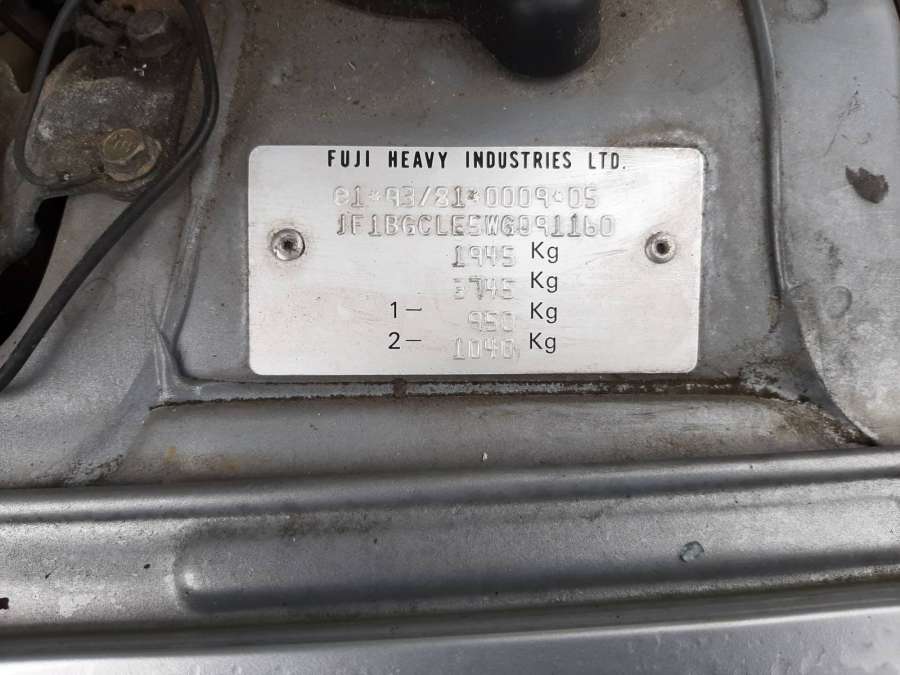 FUJI HEAVY INDUSTRIES LTD.
e1*93/81*0009*05
JF1BGCLE5WG091160
1945 Kg
3745 Kg
1- 950 Kg
2- 1040 Kg